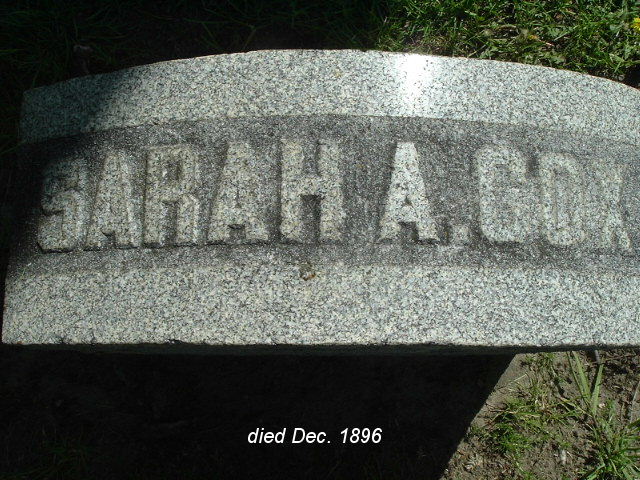 SARAH A. COX
died Dec. 1896